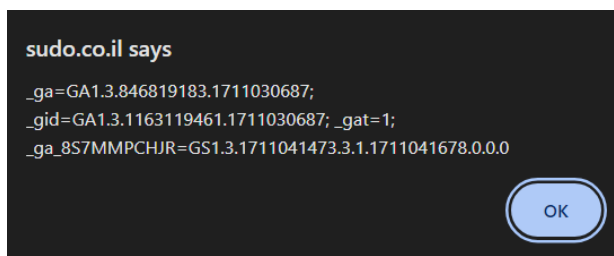 sudo.co.il says
_ga=GA1.3.846819183.1711030687;
_gid=GA1.3.1163119461.1711030687; _gat=1;
_ga_8S7MMPCHJR=GS1.3.1711041473.3.1.1711041678.0.0.0
OK